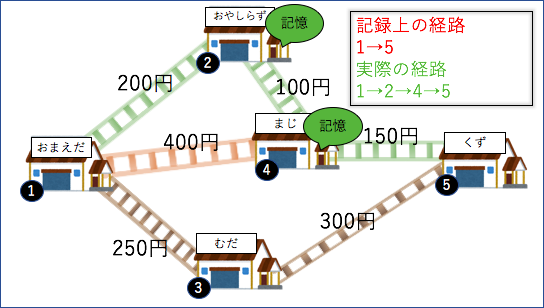 おやしらず
記憶
2
記録上の経路
1→5
実際の経路
1→2→4→5
200円
100円
まじ
記憶
おまえだ
400円
150円
くず
4
5
1
300円
250円
むだ
3